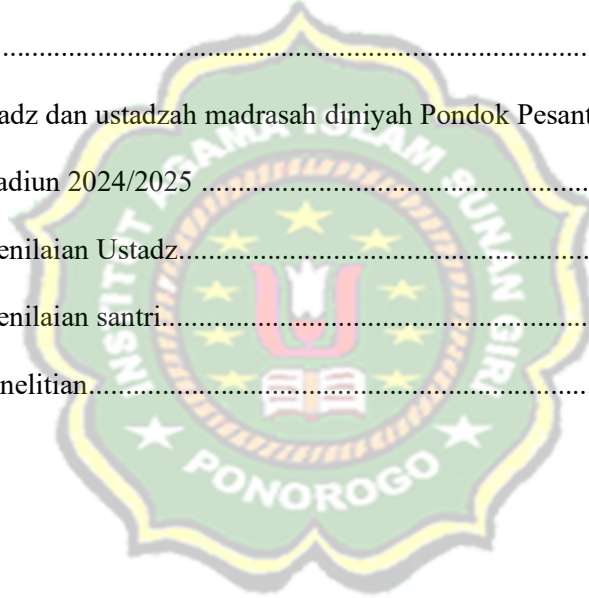 ................................................................................
adz dan ustadzah madrasah diniyah Pondok Pesant
adiun 2024/2025 ......................................................
enilaian Ustadz.........................................................
enilaian santri...........................................................
nelitian.....................................................................
INSTITUT AGAMA ISLAM SUNAN GIRI
PONOROGO